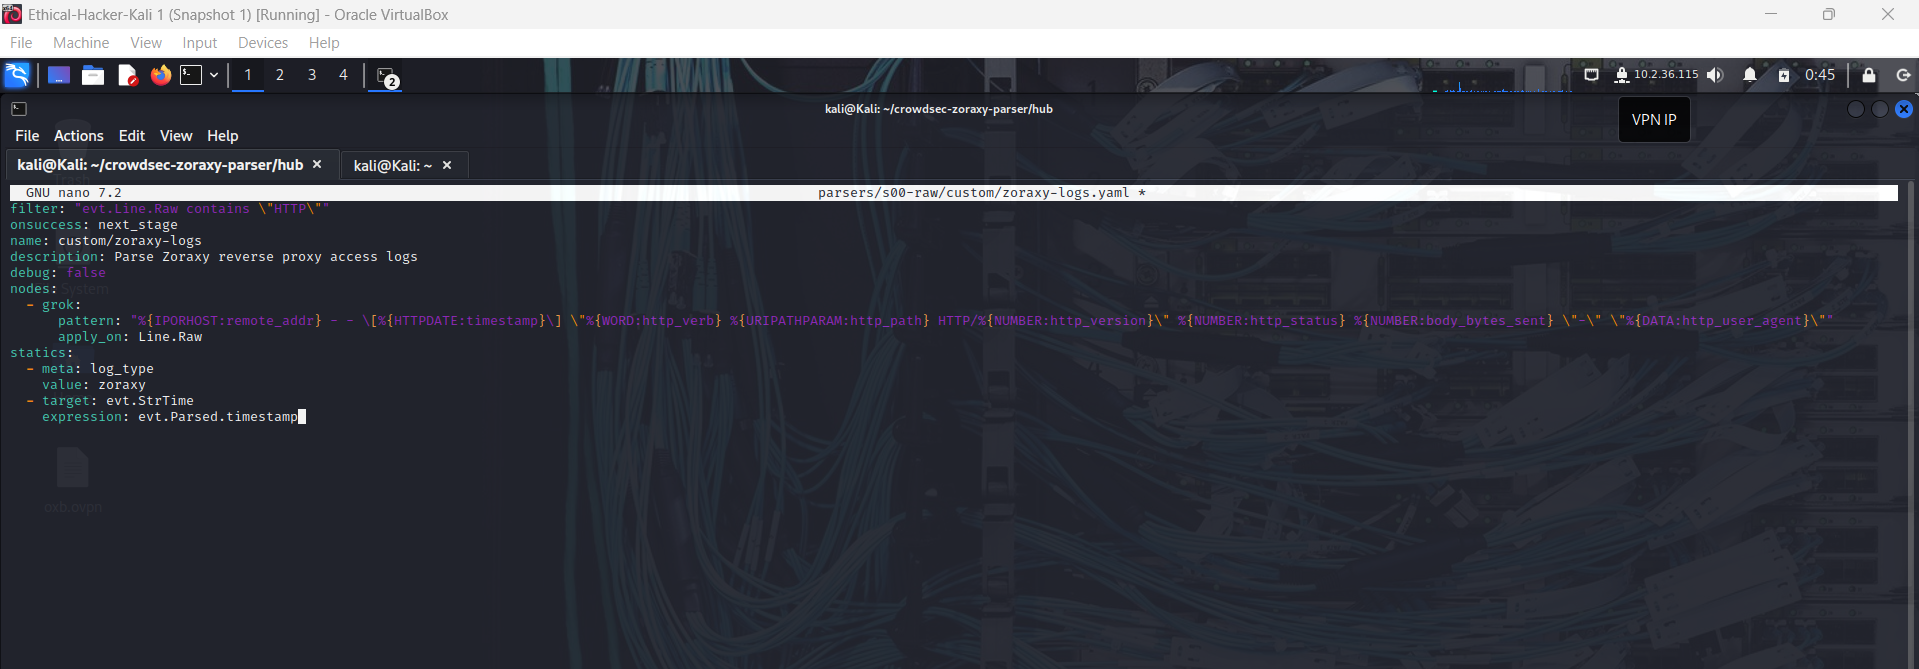 Ethical-Hacker-Kali 1 (Snapshot 1) [Running] - Oracle VirtualBox
File Machine View Input Devices Help
1 2 3 4 2 10.2.36.115 0:45
kali@Kali: ~/crowdsec-zoraxy-parser/hub
VPN IP
File Actions Edit View Help
kali@Kali: ~/crowdsec-zoraxy-parser/hub × kali@Kali: ~ ×
GNU nano 7.2 parsers/s00-raw/custom/zoraxy-logs.yaml *
filter: "evt.Line.Raw contains \"HTTP\""
onsuccess: next_stage
name: custom/zoraxy-logs
description: Parse Zoraxy reverse proxy access logs
debug: false
nodes:
System
  - grok:
      pattern: "%{IPORHOST:remote_addr} - - \[%{HTTPDATE:timestamp}\] \"%{WORD:http_verb} %{URIPATHPARAM:http_path} HTTP/%{NUMBER:http_version}\" %{NUMBER:http_status} %{NUMBER:body_bytes_sent} \"-\" \"%{DATA:http_user_agent}\""
      apply_on: Line.Raw
statics:
  - meta: log_type
    value: zoraxy
  - target: evt.StrTime
    expression: evt.Parsed.timestamp
oxb.ovpn